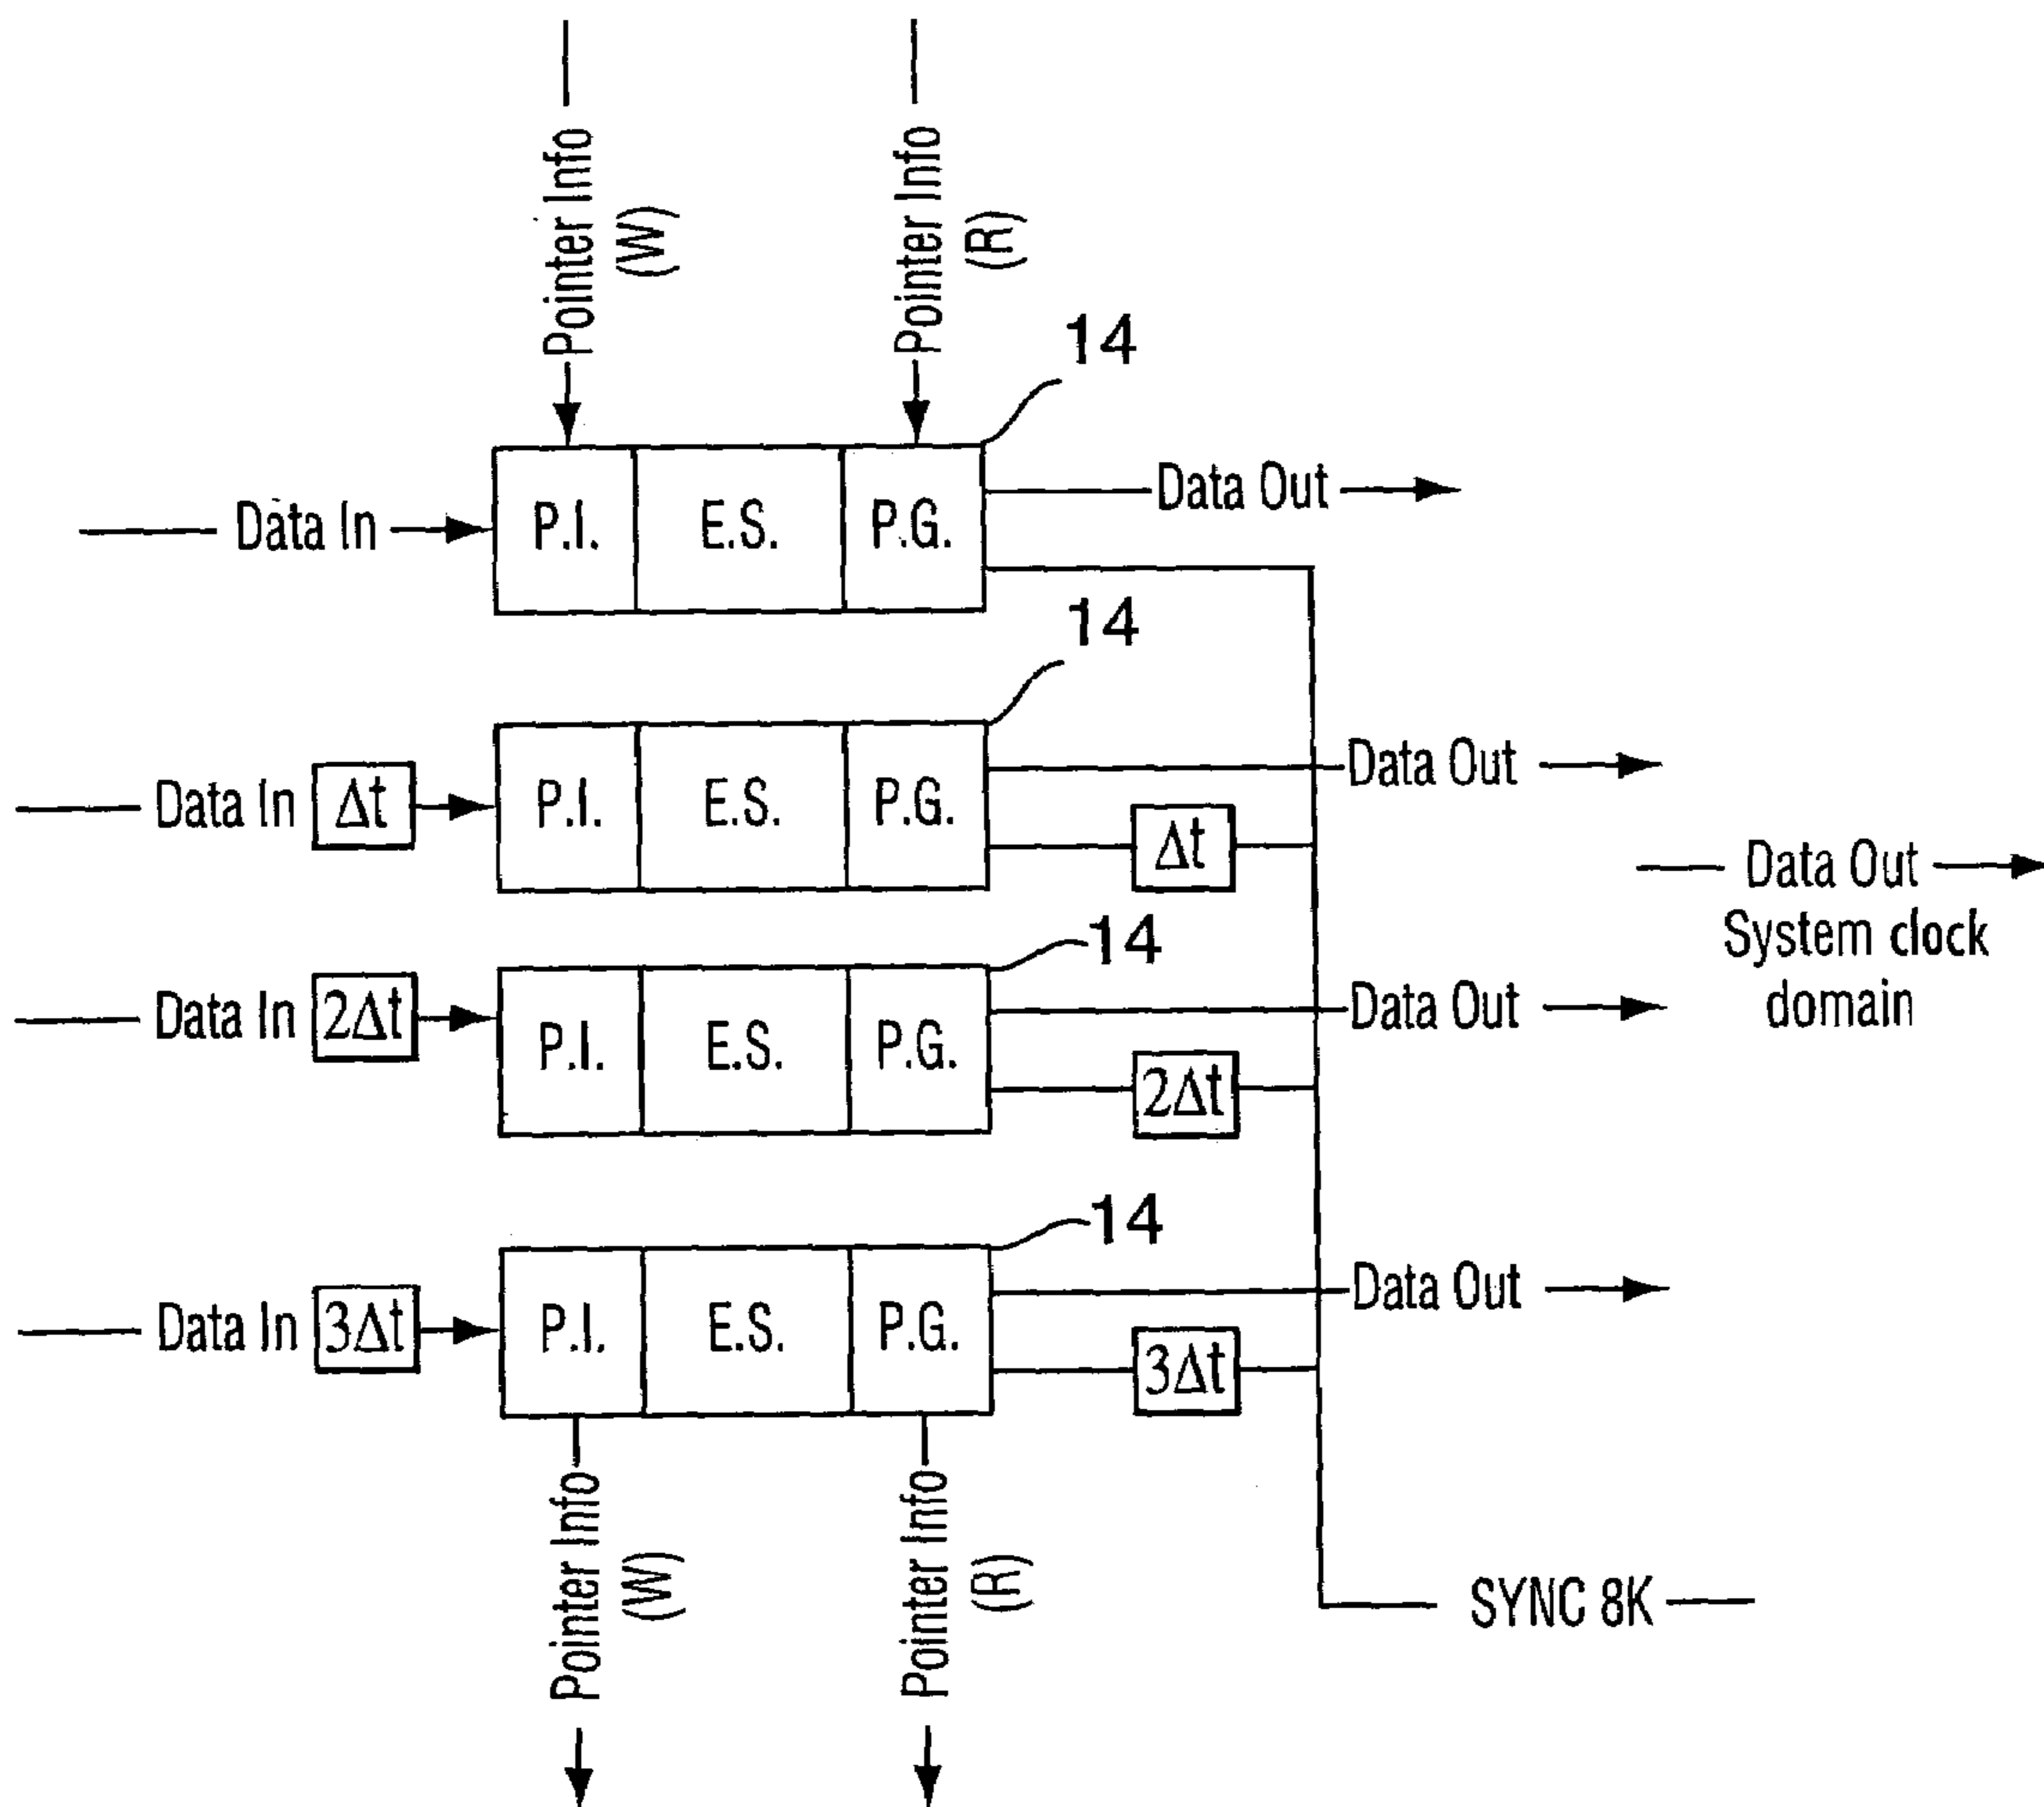 Pointer Info
(W)
Pointer Info
(R)
14
Data In
P.I.
E.S.
P.G.
Data Out
14
Data In
Δt
P.I.
E.S.
P.G.
Data Out
Δt
Data Out
System clock
domain
14
Data In
2Δt
P.I.
E.S.
P.G.
Data Out
2Δt
14
Data In
3Δt
P.I.
E.S.
P.G.
Data Out
3Δt
Pointer Info
(W)
Pointer Info
(R)
SYNC 8K